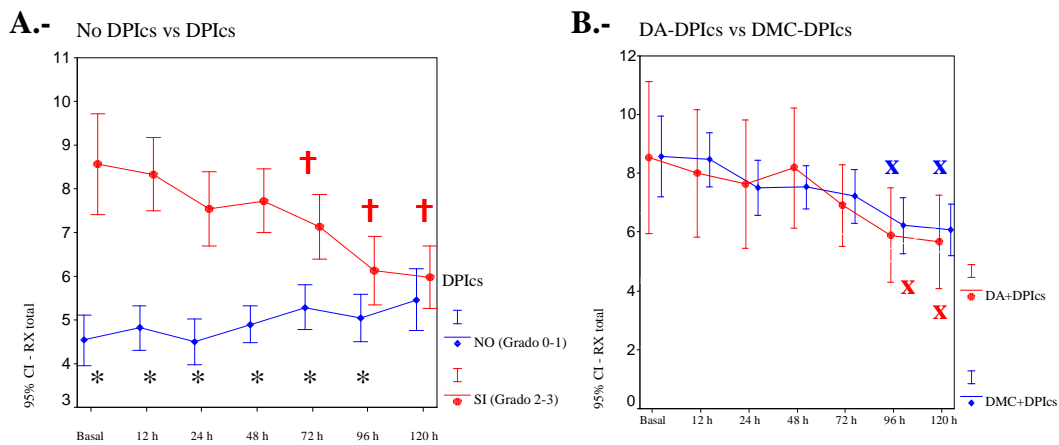 A.-
No DPIcs vs DPIcs
11
10
9
8
7
6
5
4
3
95% CI - RX total
† † †
* * * * * *
Basal 12 h 24 h 48 h 72 h 96 h 120 h
DPIcs
NO (Grado 0-1)
SI (Grado 2-3)
B.-
DA-DPIcs vs DMC-DPIcs
12
10
8
6
4
2
0
95% CI - RX total
x x
x x
Basal 12 h 24 h 48 h 72 h 96 h 120 h
DA+DPIcs
DMC+DPIcs